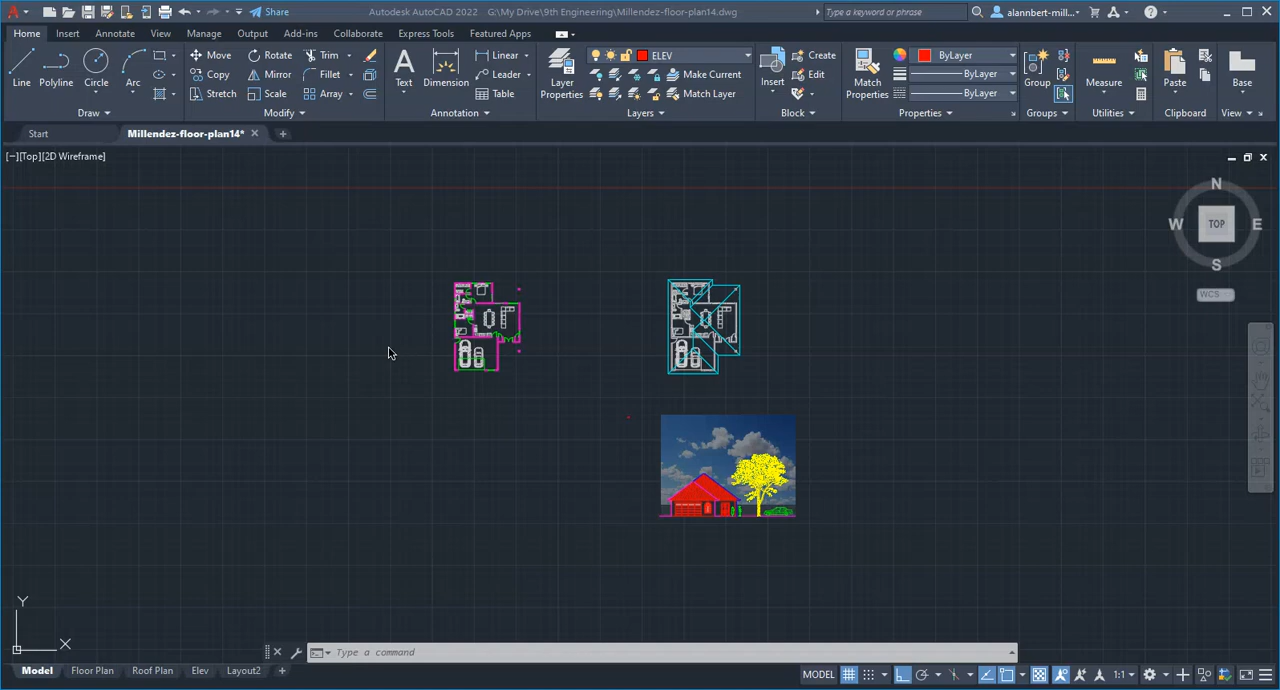 Share
Autodesk AutoCAD 2022 G:\My Drive\9th Engineering\Millendez-floor-plan14.dwg
Type a keyword or phrase
alannbert-mill...
Home Insert Annotate View Manage Output Add-ins Collaborate Express Tools Featured Apps
Line Polyline Circle Arc
Move Rotate Trim
Copy Mirror Fillet
Stretch Scale Array
Text Dimension
Linear
Leader
Table
Layer Properties
ELEV
Make Current
Match Layer
Insert
Create
Edit
Match Properties
ByLayer
ByLayer
ByLayer
Group
Measure
Paste
Base
Draw Modify Annotation Layers Block Properties Groups Utilities Clipboard View
Start Millendez-floor-plan14*
[−][Top][2D Wireframe]
N
W TOP E
S
WCS
Y
X
Type a command
Model Floor Plan Roof Plan Elev Layout2
MODEL 1:1